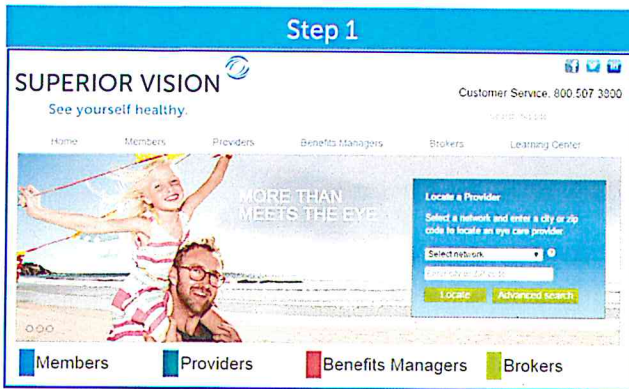 Step 1
SUPERIOR VISION
See yourself healthy.
Customer Service. 800.507 3800
Home Members Providers Benefits Managers Brokers Learning Center
MORE THAN
MEETS THE EYE
Locate a Provider
Select a network and enter a city or zip
code to locate an eye care provider
Select network
Locate Advanced search
Members Providers Benefits Managers Brokers